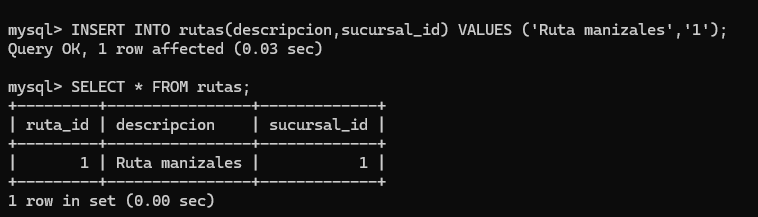 mysql> INSERT INTO rutas(descripcion,sucursal_id) VALUES ('Ruta manizales','1');
Query OK, 1 row affected (0.03 sec)
mysql> SELECT * FROM rutas;
+---------+----------------+-------------+
| ruta_id | descripcion    | sucursal_id |
+---------+----------------+-------------+
|       1 | Ruta manizales |           1 |
+---------+----------------+-------------+
1 row in set (0.00 sec)